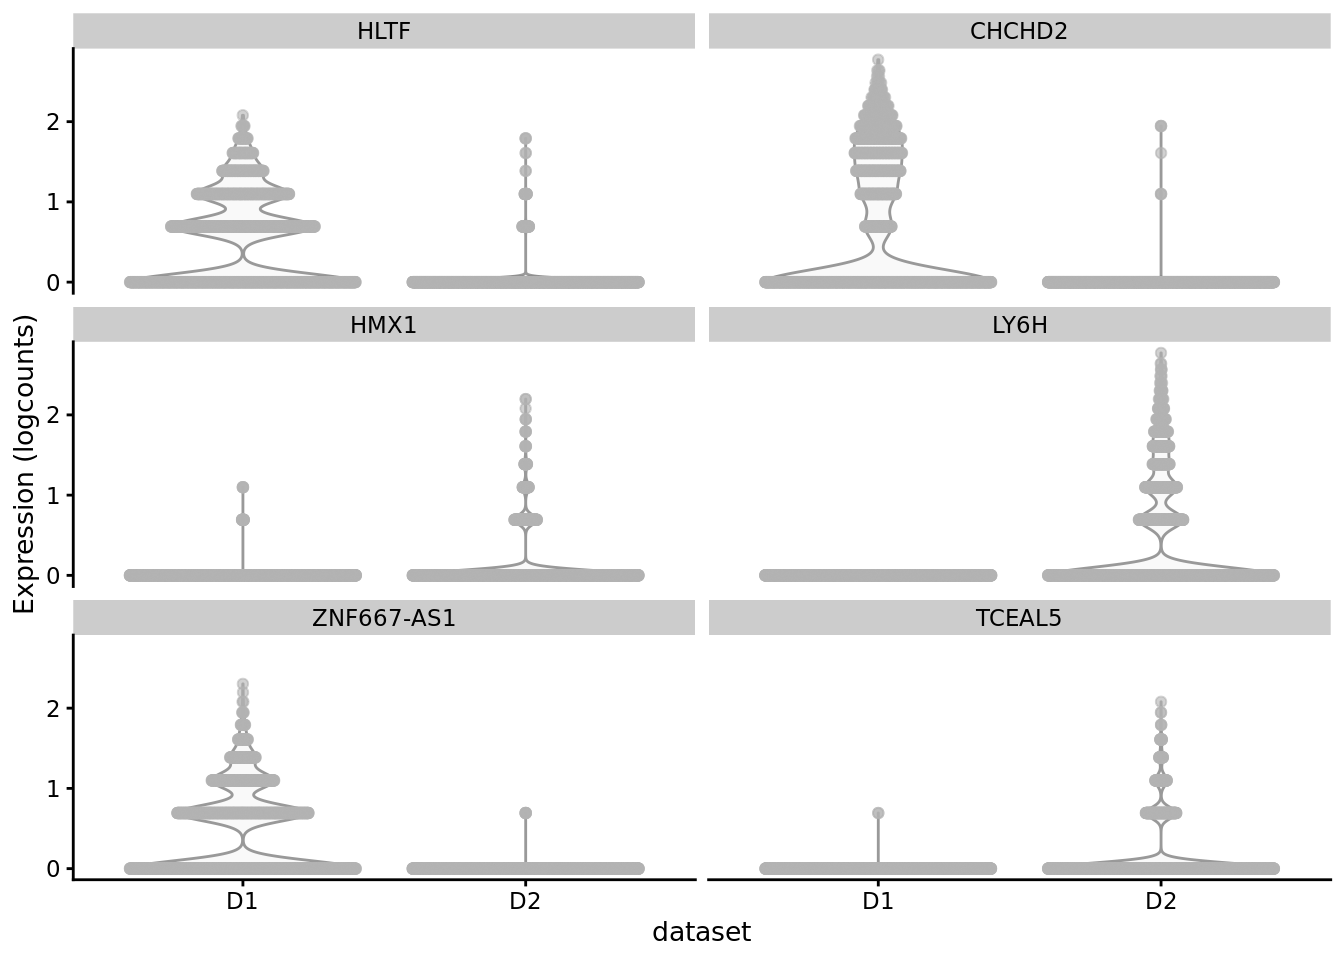 HLTF
CHCHD2
2
1
0
HMX1
LY6H
2
1
0
ZNF667-AS1
TCEAL5
2
1
0
D1
D2
D1
D2
dataset
Expression (logcounts)